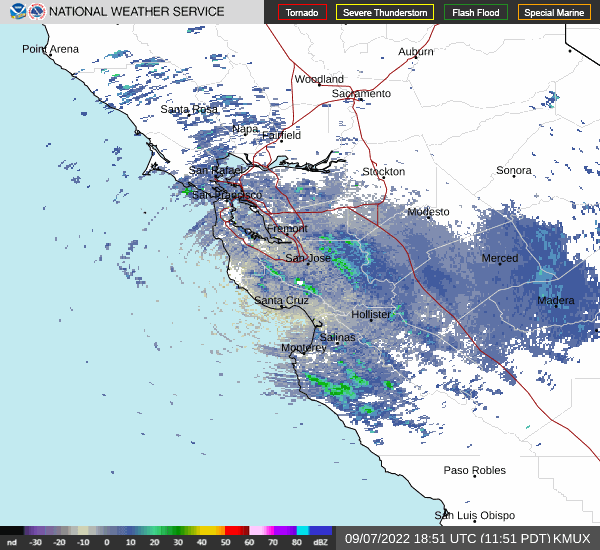 NATIONAL WEATHER SERVICE
Tornado
Severe Thunderstorm
Flash Flood
Special Marine
Point Arena
Auburn
Woodland
Sacramento
Santa Rosa
Napa
Fairfield
San Rafael
Stockton
Sonora
San Francisco
Modesto
Fremont
San Jose
Merced
Santa Cruz
Madera
Hollister
Salinas
Monterey
Paso Robles
San Luis Obispo
nd -30 -20 -10 0 10 20 30 40 50 60 70 80 dBZ
09/07/2022 18:51 UTC (11:51 PDT) KMUX